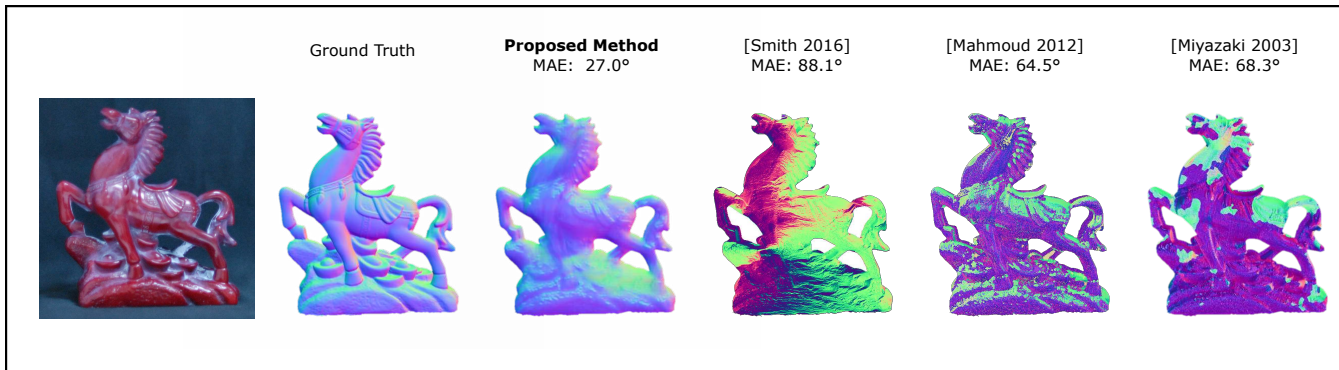 Ground Truth
Proposed Method
MAE: 27.0°
[Smith 2016]
MAE: 88.1°
[Mahmoud 2012]
MAE: 64.5°
[Miyazaki 2003]
MAE: 68.3°